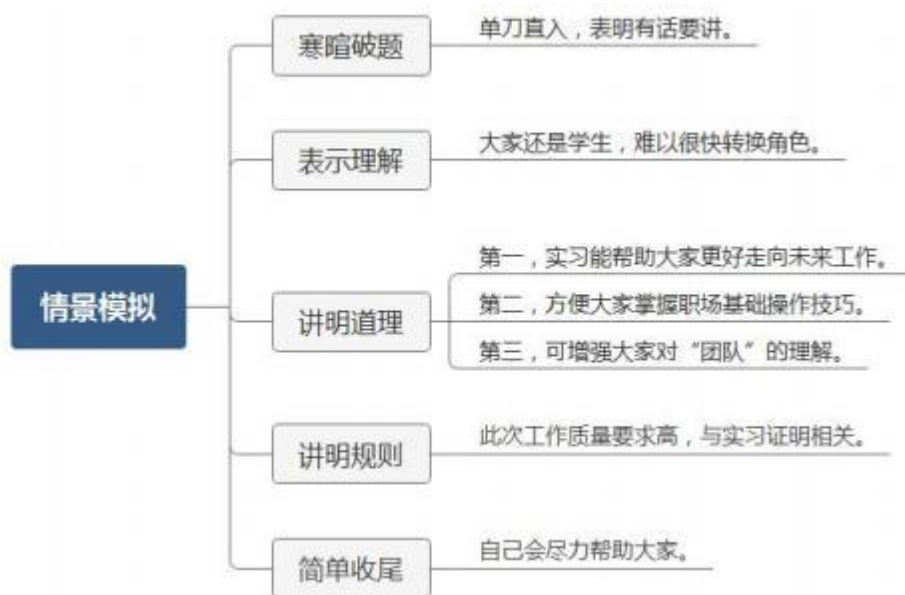 情景模拟
寒暄破题
单刀直入，表明有话要讲。
表示理解
大家还是学生，难以很快转换角色。
讲明道理
第一，实习能帮助大家更好走向未来工作。
第二，方便大家掌握职场基础操作技巧。
第三，可增强大家对“团队”的理解。
讲明规则
此次工作质量要求高，与实习证明相关。
简单收尾
自己会尽力帮助大家。